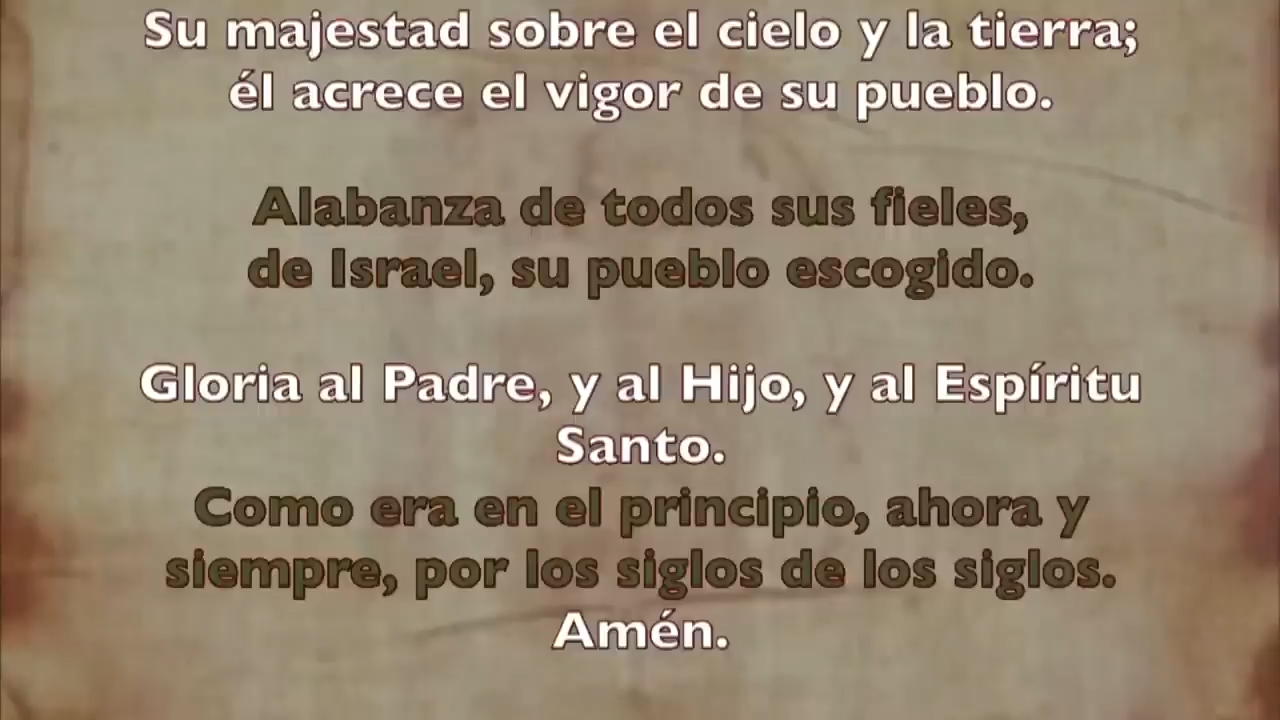 Su majestad sobre el cielo y la tierra;
él acrece el vigor de su pueblo.
Alabanza de todos sus fieles,
de Israel, su pueblo escogido.
Gloria al Padre, y al Hijo, y al Espíritu
Santo.
Como era en el principio, ahora y
siempre, por los siglos de los siglos.
Amén.